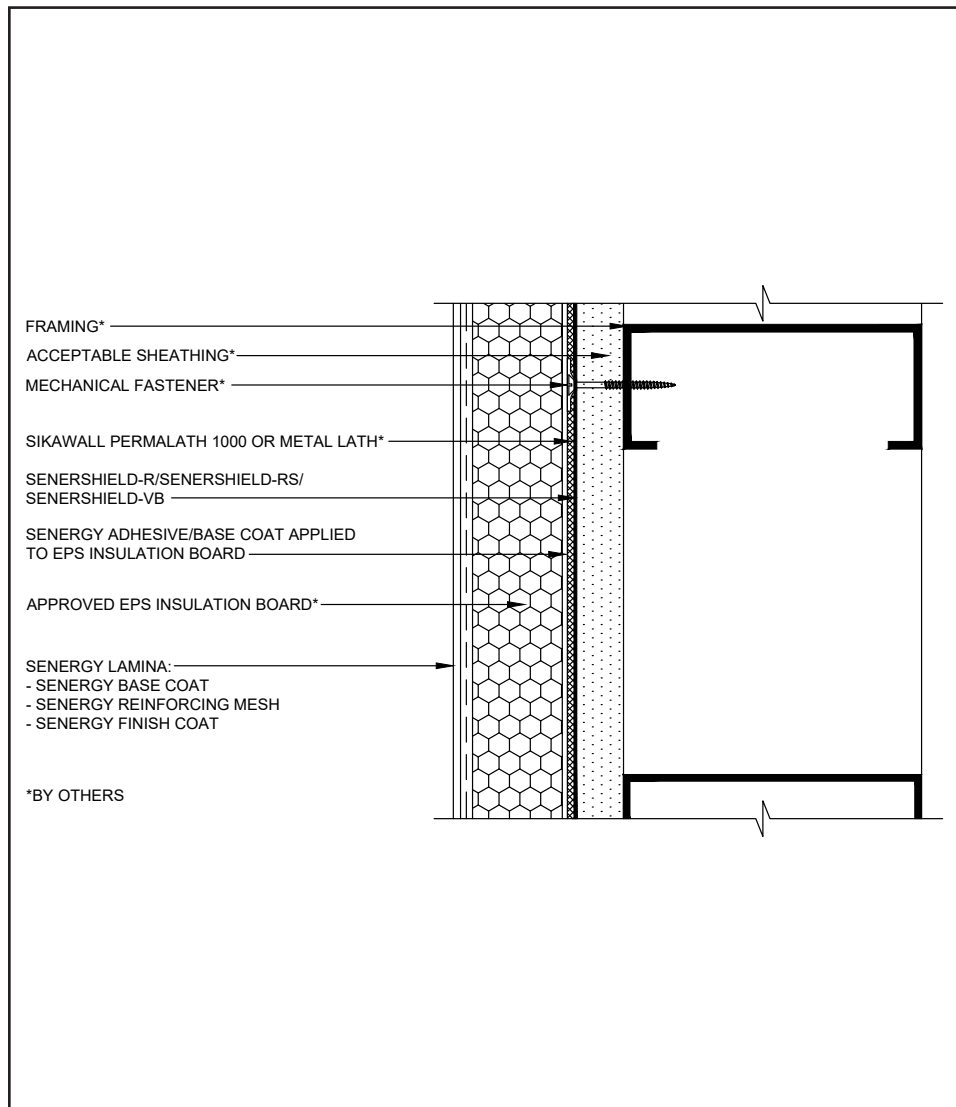 FRAMING*
ACCEPTABLE SHEATHING*
MECHANICAL FASTENER*
SIKAWALL PERMALATH 1000 OR METAL LATH*
SENERSHIELD-R/SENERSHIELD-RS/
SENERSHIELD-VB
SENERGY ADHESIVE/BASE COAT APPLIED
TO EPS INSULATION BOARD
APPROVED EPS INSULATION BOARD*
SENERGY LAMINA:
- SENERGY BASE COAT
- SENERGY REINFORCING MESH
- SENERGY FINISH COAT
*BY OTHERS